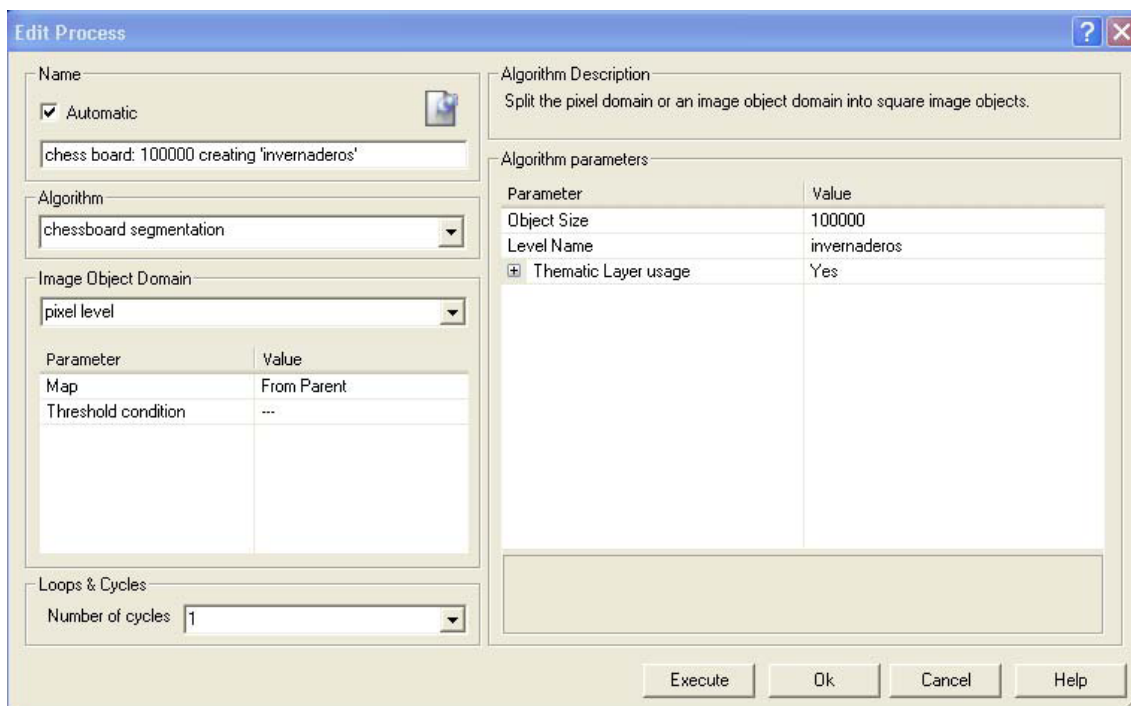 Edit Process
Name
Automatic
chess board: 100000 creating 'invernaderos'
Algorithm
chessboard segmentation
Image Object Domain
pixel level
Parameter Value
Map From Parent
Threshold condition ---
Loops & Cycles
Number of cycles 1
Algorithm Description
Split the pixel domain or an image object domain into square image objects.
Algorithm parameters
Parameter Value
Object Size 100000
Level Name invernaderos
Thematic Layer usage Yes
Execute Ok Cancel Help